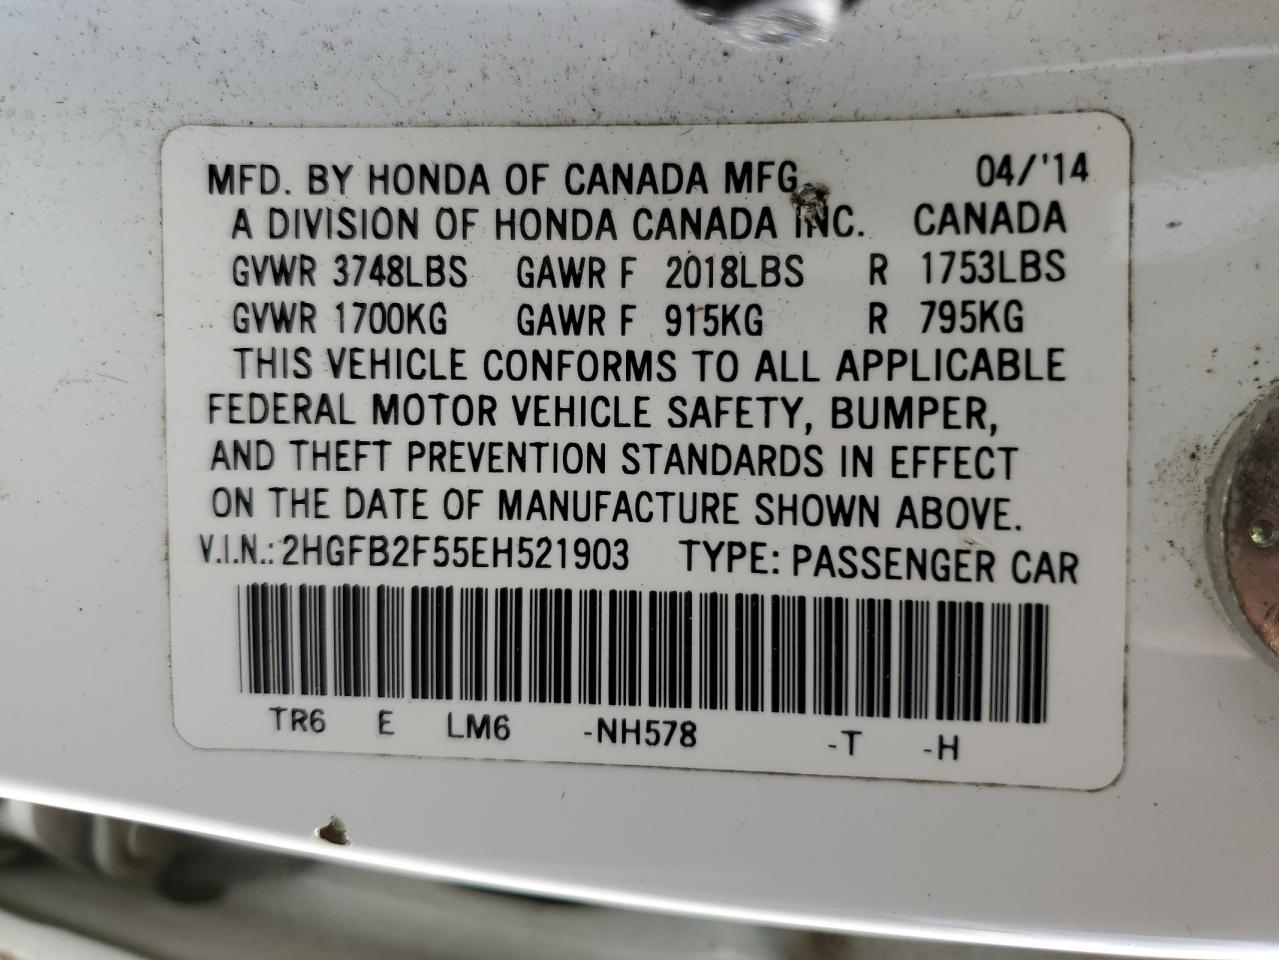 MFD. BY HONDA OF CANADA MFG. 04/'14
A DIVISION OF HONDA CANADA INC. CANADA
GVWR 3748LBS GAWR F 2018LBS R 1753LBS
GVWR 1700KG GAWR F 915KG R 795KG
THIS VEHICLE CONFORMS TO ALL APPLICABLE
FEDERAL MOTOR VEHICLE SAFETY, BUMPER,
AND THEFT PREVENTION STANDARDS IN EFFECT
ON THE DATE OF MANUFACTURE SHOWN ABOVE.
V.I.N.: 2HGFB2F55EH521903 TYPE: PASSENGER CAR
TR6 E LM6 -NH578 -T -H